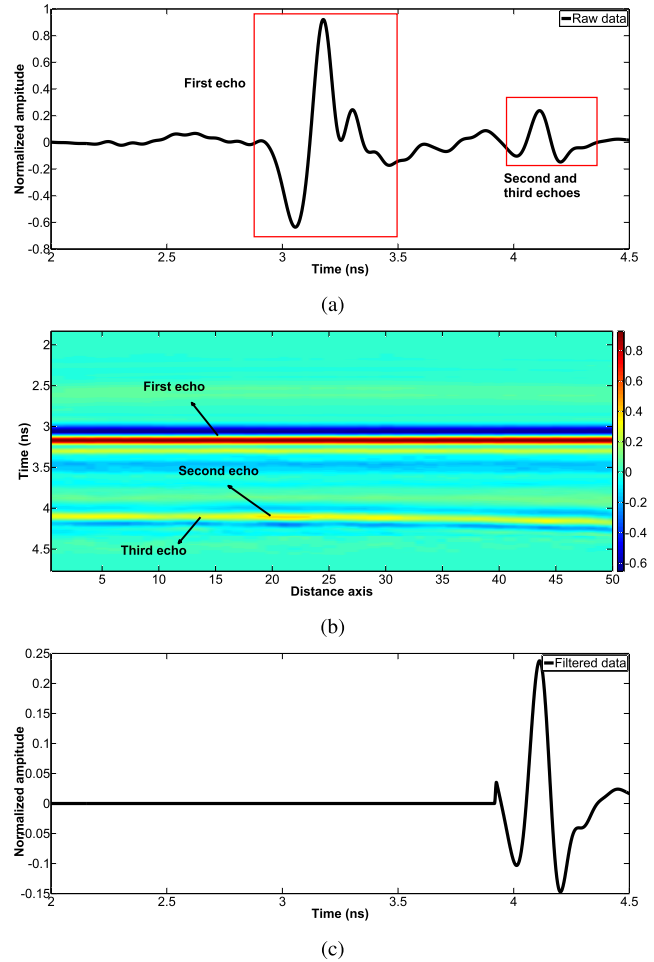 1
0.8
0.6
0.4
0.2
0
-0.2
-0.4
-0.6
-0.8
Normalized amplitude
Raw data
First echo
Second and
third echoes
2 2.5 3 3.5 4 4.5
Time (ns)
(a)
2
2.5
3
3.5
4
4.5
Time (ns)
First echo
Second echo
Third echo
0.8
0.6
0.4
0.2
0
-0.2
-0.4
-0.6
5 10 15 20 25 30 35 40 45 50
Distance axis
(b)
0.25
0.2
0.15
0.1
0.05
0
-0.05
-0.1
-0.15
Normalized amplitude
Filtered data
2 2.5 3 3.5 4 4.5
Time (ns)
(c)